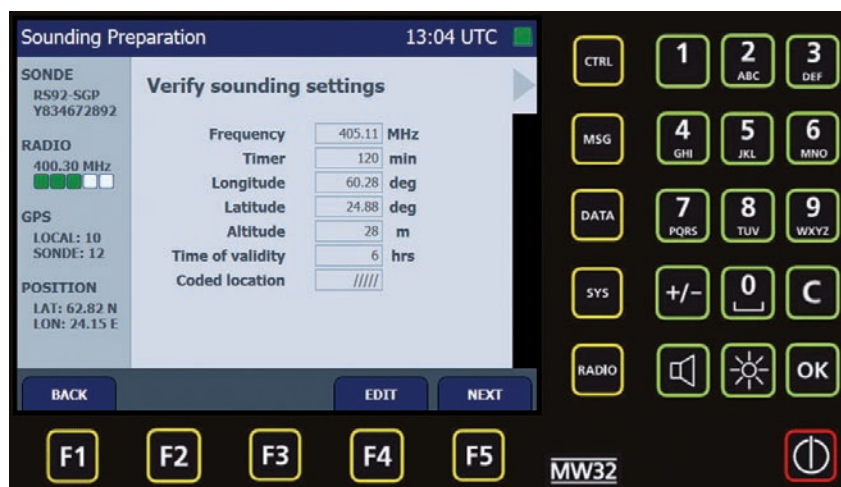 Sounding Preparation 13:04 UTC
SONDE
RS92-SGP
Y834672892
RADIO
400.30 MHz
GPS
LOCAL: 10
SONDE: 12
POSITION
LAT: 62.82 N
LON: 24.15 E
Verify sounding settings
Frequency 405.11 MHz
Timer 120 min
Longitude 60.28 deg
Latitude 24.88 deg
Altitude 28 m
Time of validity 6 hrs
Coded location /////
BACK EDIT NEXT
F1 F2 F3 F4 F5
CTRL
MSG
DATA
SYS
RADIO
1
2 ABC
3 DEF
4 GHI
5 JKL
6 MNO
7 PQRS
8 TUV
9 WXYZ
+/- 0 C
OK
MW32